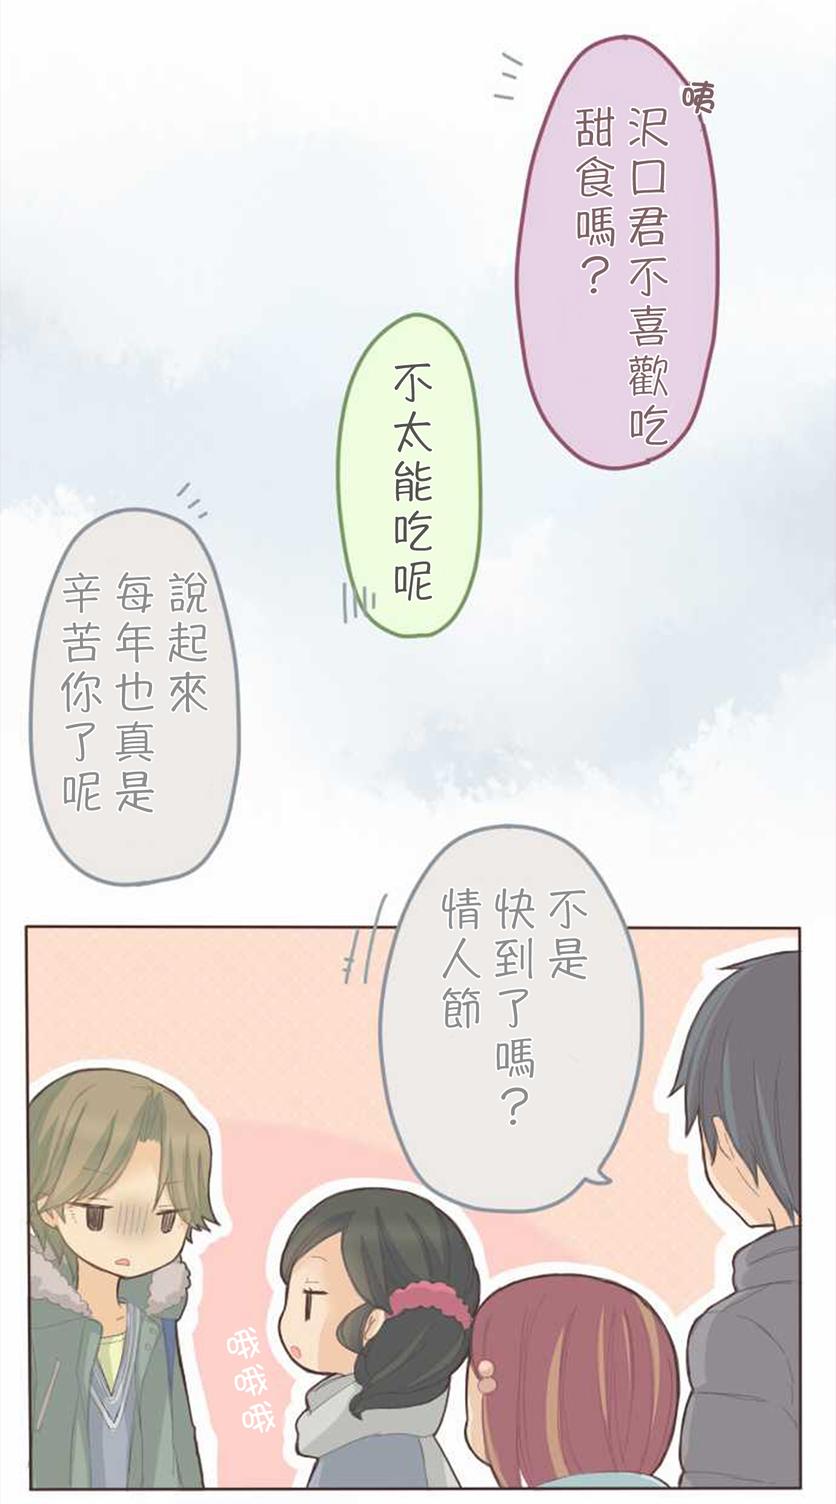 咦
沢口君不喜歡吃
甜食嗎？
不太能吃呢
說起來
每年也真是
辛苦你了呢
不是
快到了嗎？
情人節
哦
哦
哦